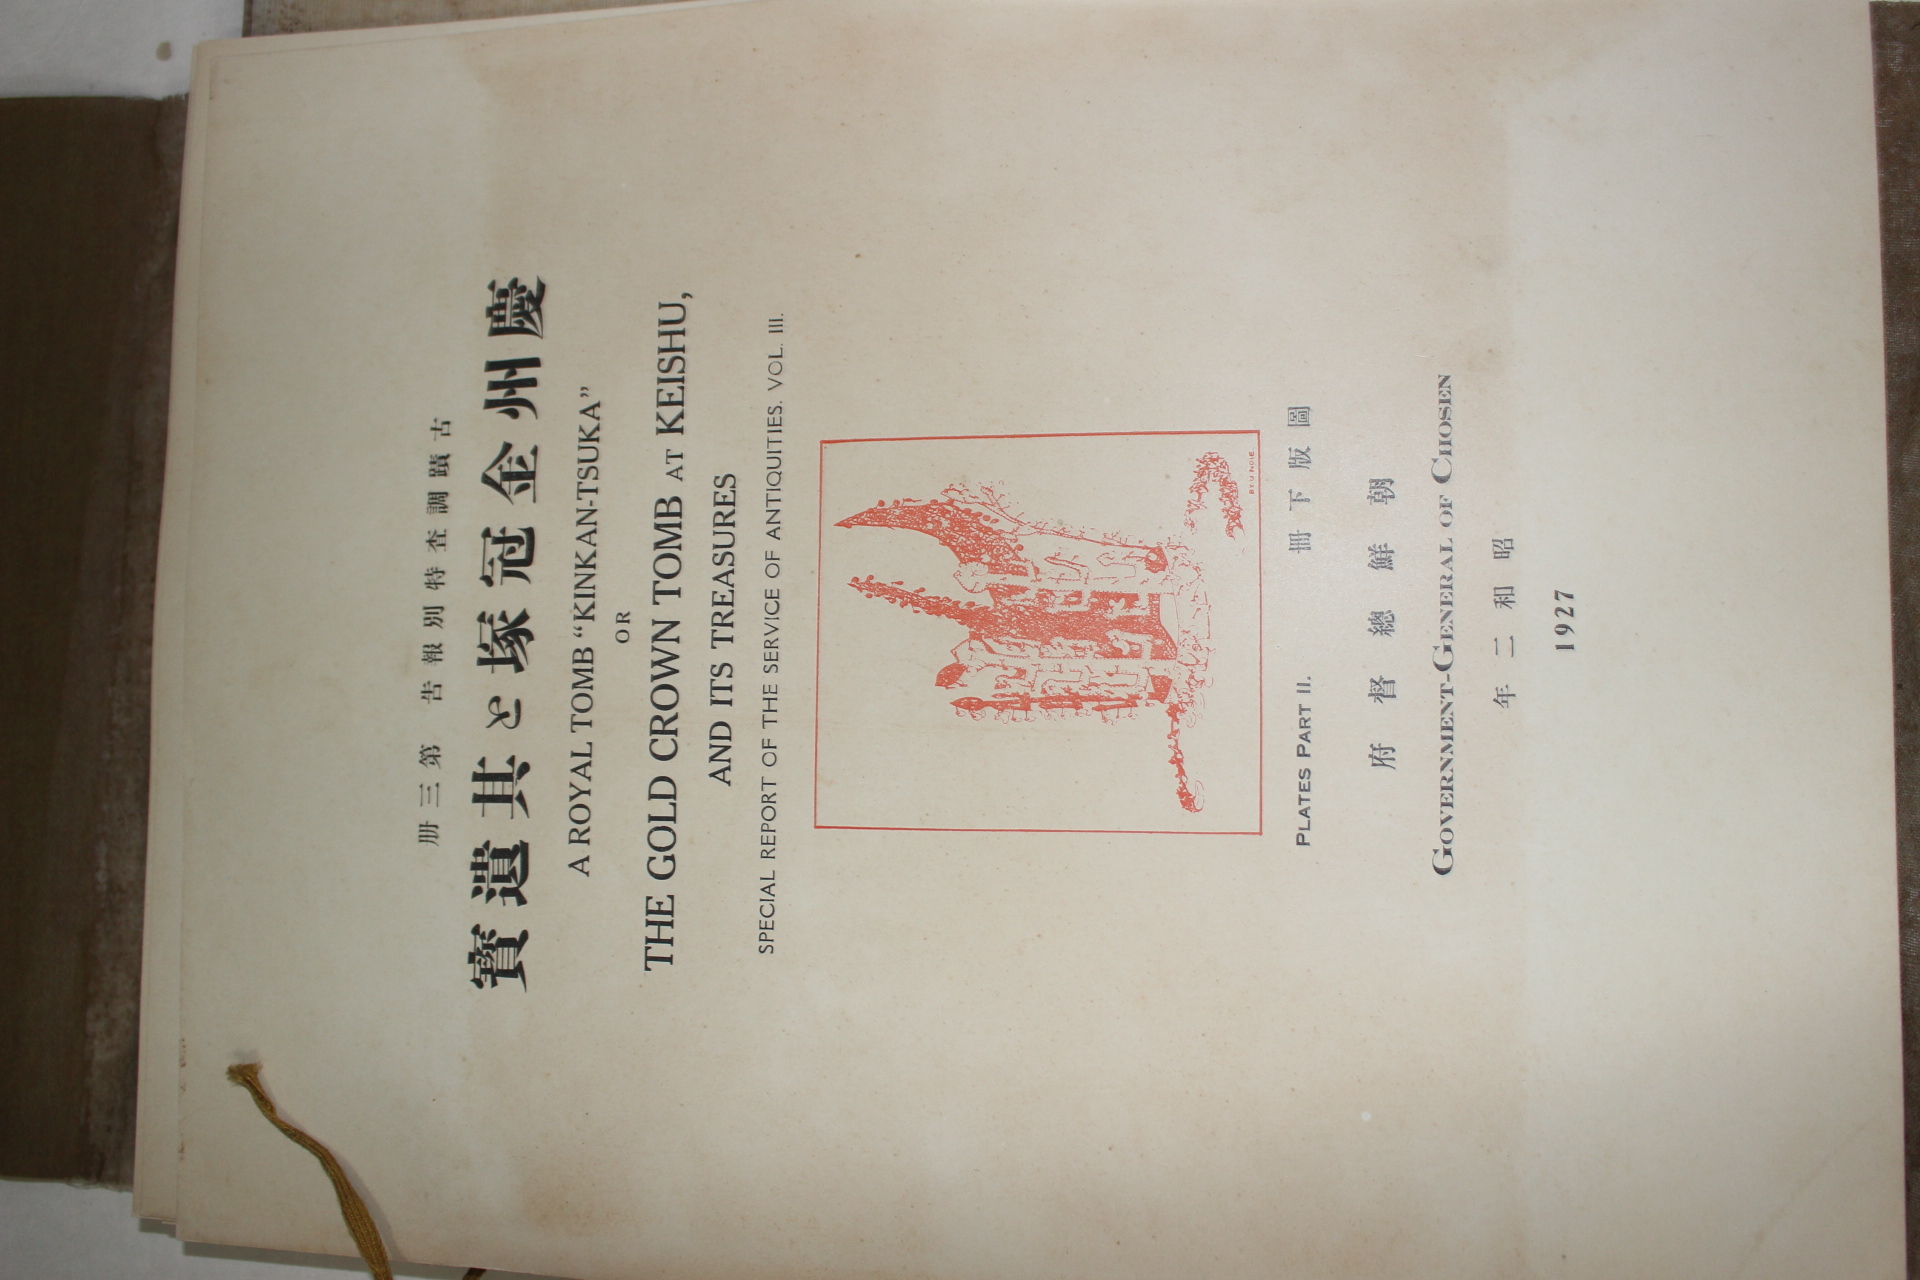 古蹟調査特別報告 第三册
慶州金冠塚と其遺寶
A ROYAL TOMB “KINKAN-TSUKA”
OR
THE GOLD CROWN TOMB AT KEISHU,
AND ITS TREASURES
SPECIAL REPORT OF THE SERVICE OF ANTIQUITIES. VOL. III.
PLATES PART II. 圖版下冊
朝鮮總督府
GOVERNMENT-GENERAL OF CHOSEN
昭和二年
1927